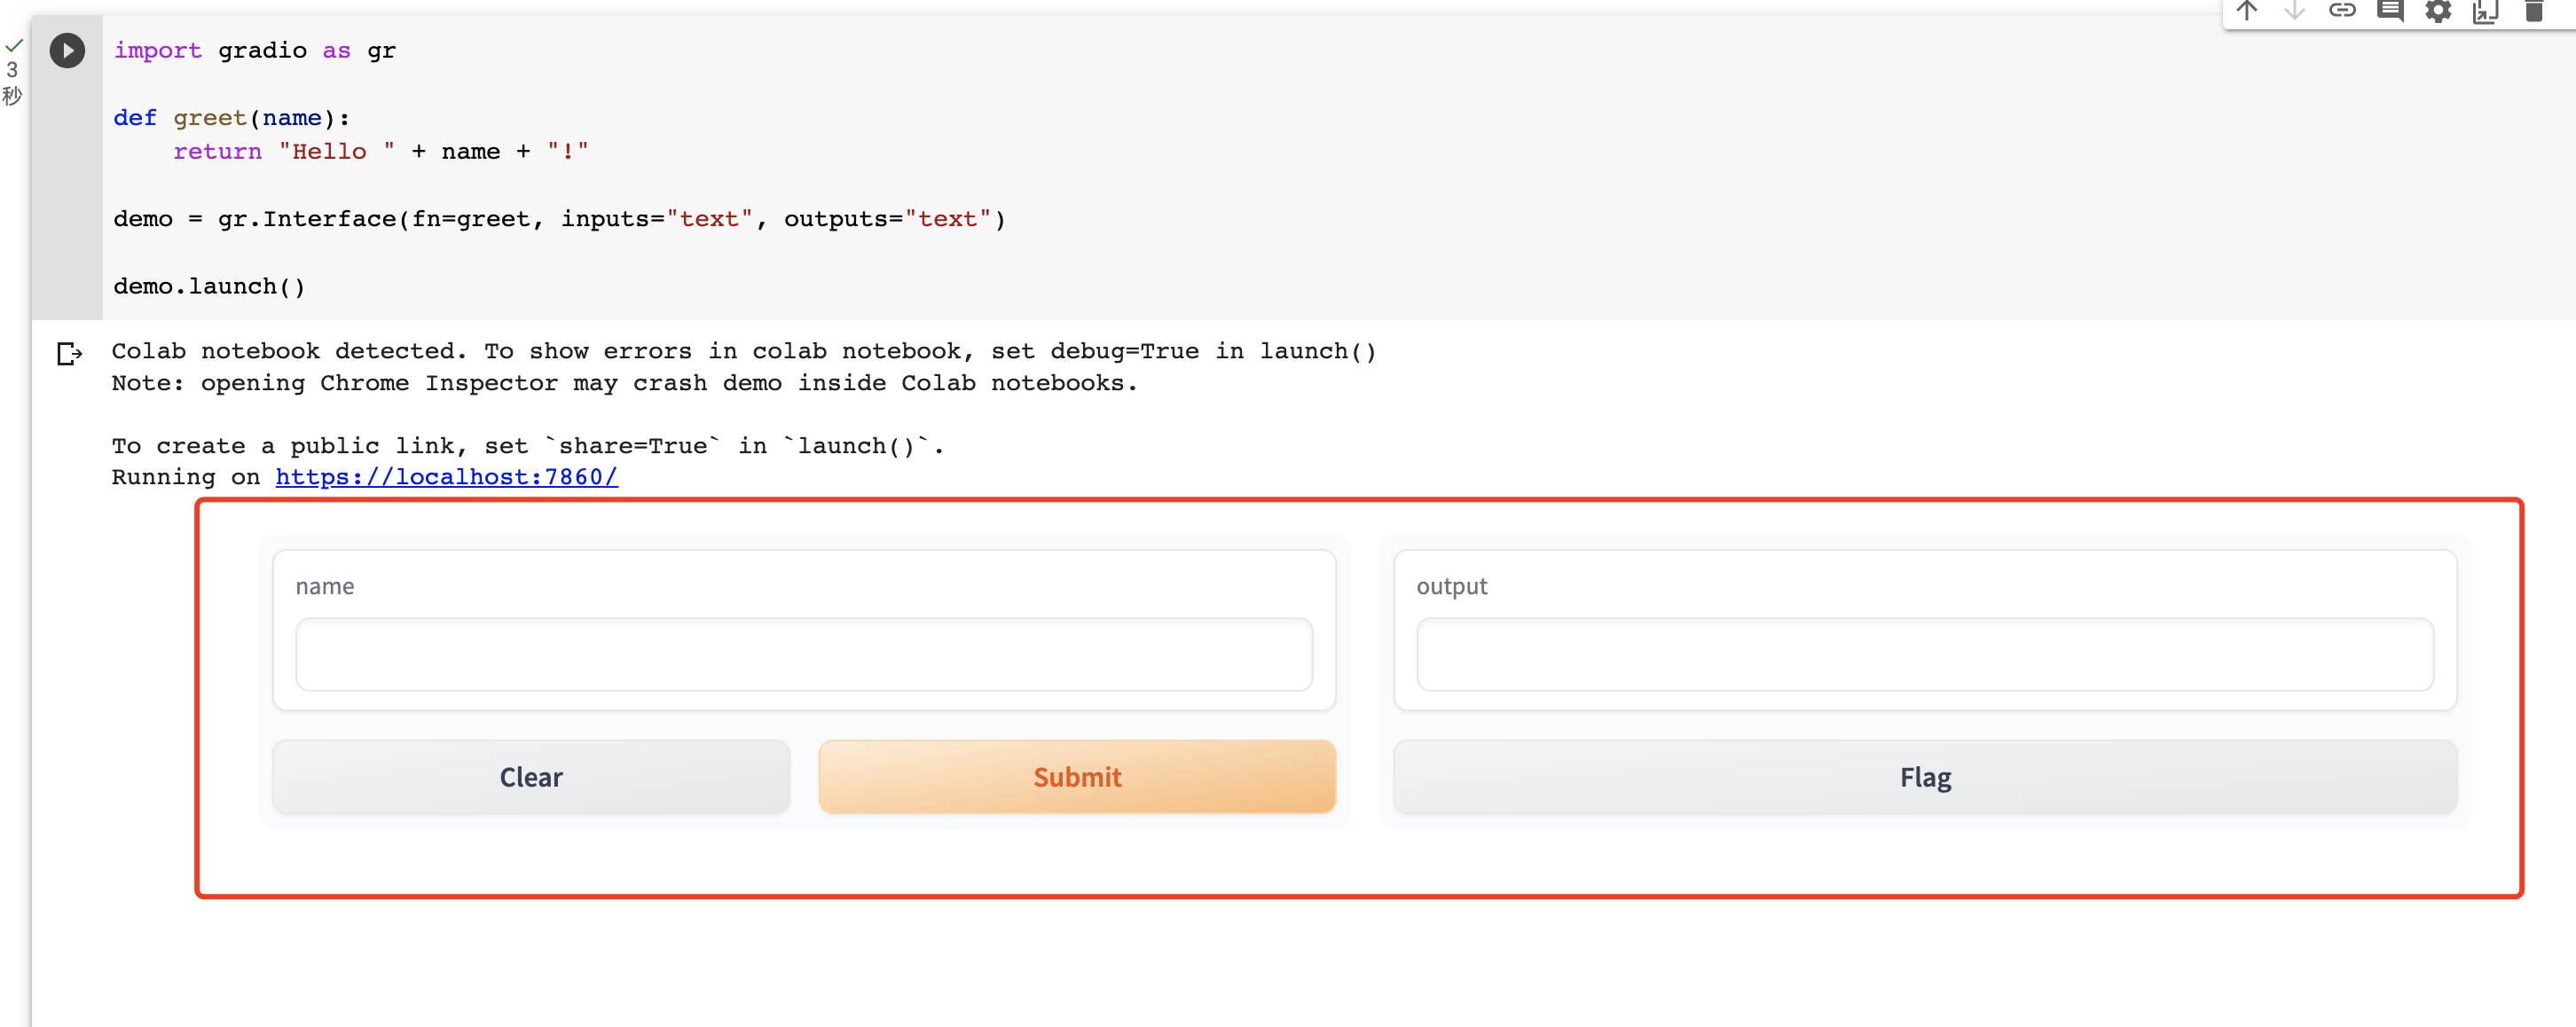 3
秒
import gradio as gr
def greet(name):
    return "Hello " + name + "!"
demo = gr.Interface(fn=greet, inputs="text", outputs="text")
demo.launch()
Colab notebook detected. To show errors in colab notebook, set debug=True in launch()
Note: opening Chrome Inspector may crash demo inside Colab notebooks.
To create a public link, set `share=True` in `launch()`.
Running on https://localhost:7860/
name
output
Clear
Submit
Flag